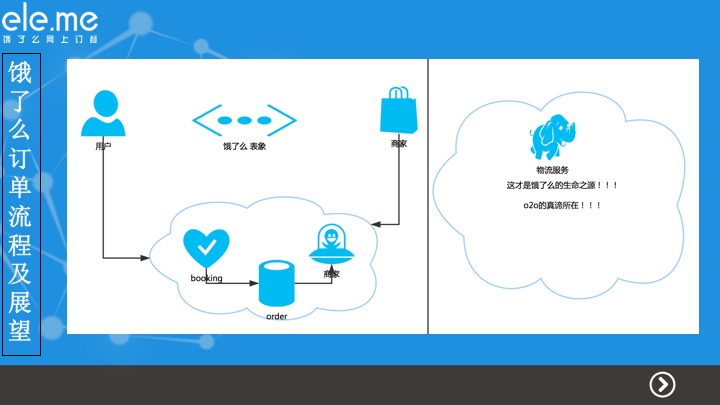 ele.me
饿了么网上订餐
饿了么订单流程及展望
用户
饿了么 表象
商家
booking
order
商家
物流服务
这才是饿了么的生命之源！！！
o2o的真谛所在！！！